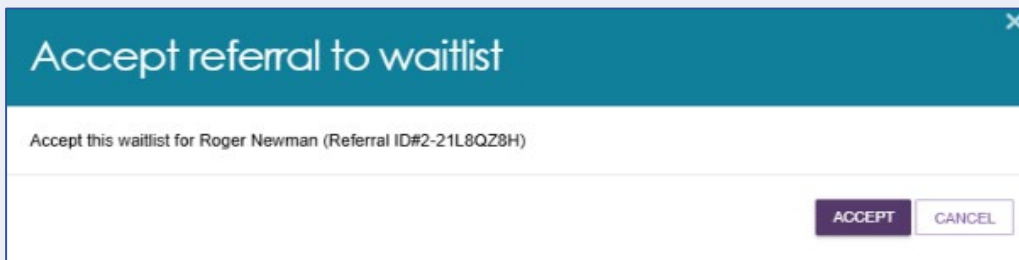 Accept referral to waitlist
Accept this waitlist for Roger Newman (Referral ID#2-21L8QZ8H)
ACCEPT CANCEL